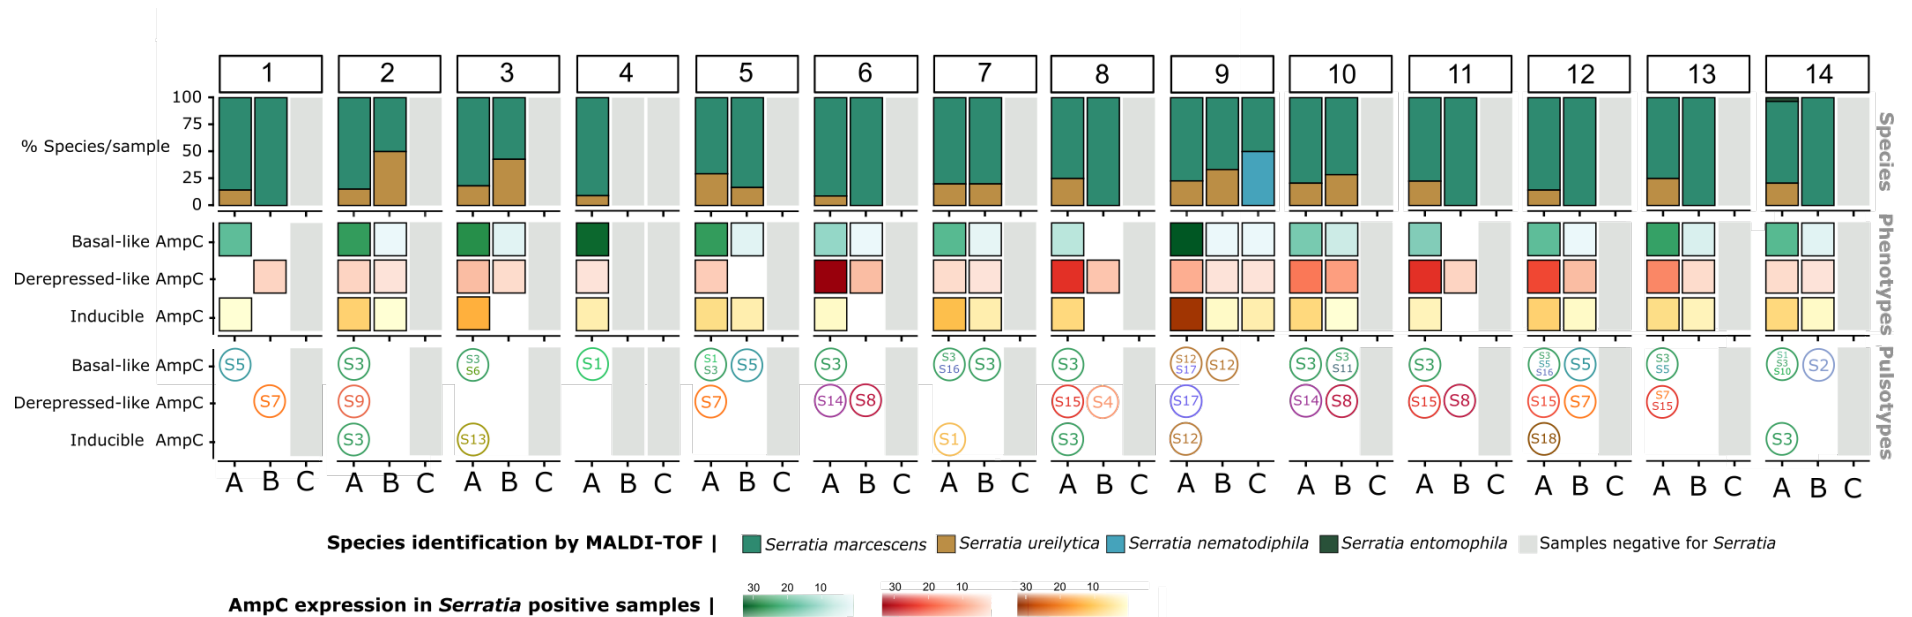 1 2 3 4 5 6 7 8 9 10 11 12 13 14
100
75
% Species/sample 50
25
0
Species
Basal-like AmpC
Derepressed-like AmpC
Inducible AmpC
Phenotypes
Basal-like AmpC S5 S3 S3 S6 S1 S1 S3 S5 S3 S3 S16 S3 S3 S12 S17 S12 S3 S3 S11 S3 S3 S5 S16 S5 S3 S5 S1 S3 S10 S2
Derepressed-like AmpC S7 S9 S7 S14 S8 S15 S4 S17 S14 S8 S15 S8 S15 S7 S7 S15
Inducible AmpC S3 S13 S1 S3 S12 S18 S3
Pulsotypes
A B C A B C A B C A B C A B C A B C A B C A B C A B C A B C A B C A B C A B C A B C
Species identification by MALDI-TOF | Serratia marcescens Serratia ureilytica Serratia nematodiphila Serratia entomophila Samples negative for Serratia
30 20 10 30 20 10 30 20 10
AmpC expression in Serratia positive samples |